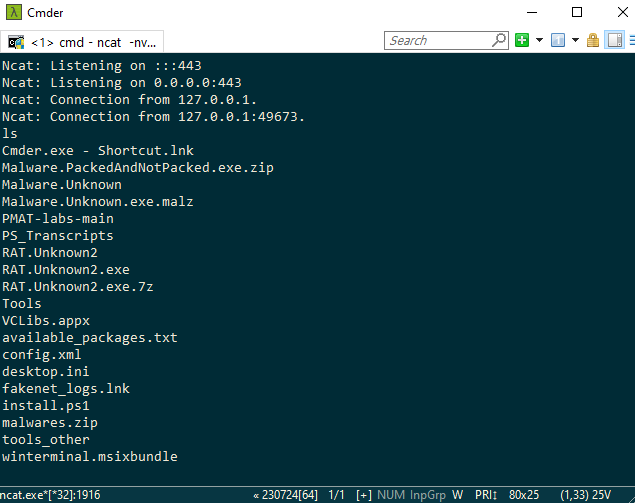 Cmder
<1> cmd - ncat -nv...
Search
Ncat: Listening on :::443
Ncat: Listening on 0.0.0.0:443
Ncat: Connection from 127.0.0.1.
Ncat: Connection from 127.0.0.1:49673.
ls
Cmder.exe - Shortcut.lnk
Malware.PackedAndNotPacked.exe.zip
Malware.Unknown
Malware.Unknown.exe.malz
PMAT-labs-main
PS_Transcripts
RAT.Unknown2
RAT.Unknown2.exe
RAT.Unknown2.exe.7z
Tools
VCLibs.appx
available_packages.txt
config.xml
desktop.ini
fakenet_logs.lnk
install.ps1
malwares.zip
tools_other
winterminal.msixbundle
ncat.exe*[*32]:1916 « 230724[64] 1/1 [+] NUM InpGrp W PRI↕ 80x25 (1,33) 25V